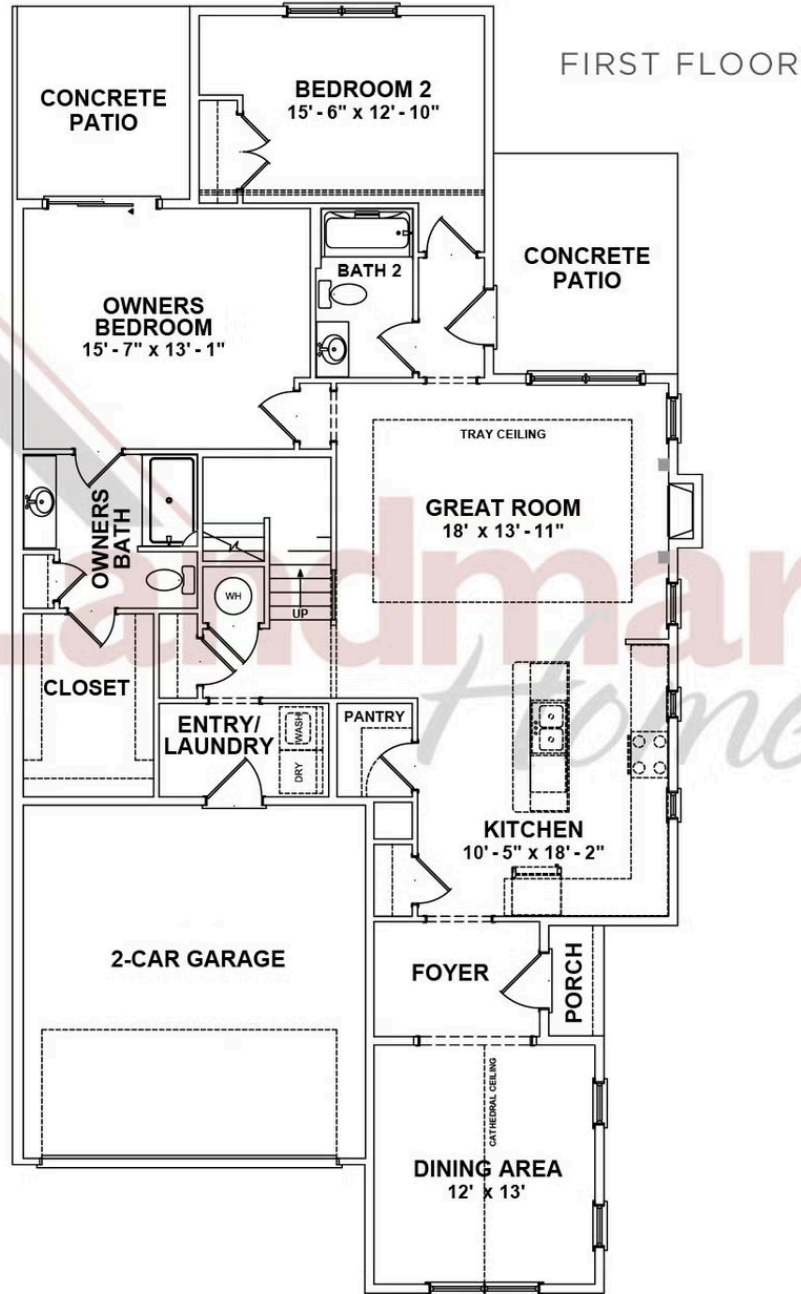 FIRST FLOOR
CONCRETE
PATIO
BEDROOM 2
15' - 6" x 12' - 10"
CONCRETE
PATIO
BATH 2
OWNERS
BEDROOM
15' - 7" x 13' - 1"
TRAY CEILING
GREAT ROOM
18' x 13' - 11"
OWNERS
BATH
WH
UP
Landmar
Home
CLOSET
ENTRY/
LAUNDRY
WASH
DRY
PANTRY
KITCHEN
10' - 5" x 18' - 2"
2-CAR GARAGE
FOYER
PORCH
CATHEDRAL CEILING
DINING AREA
12' x 13'